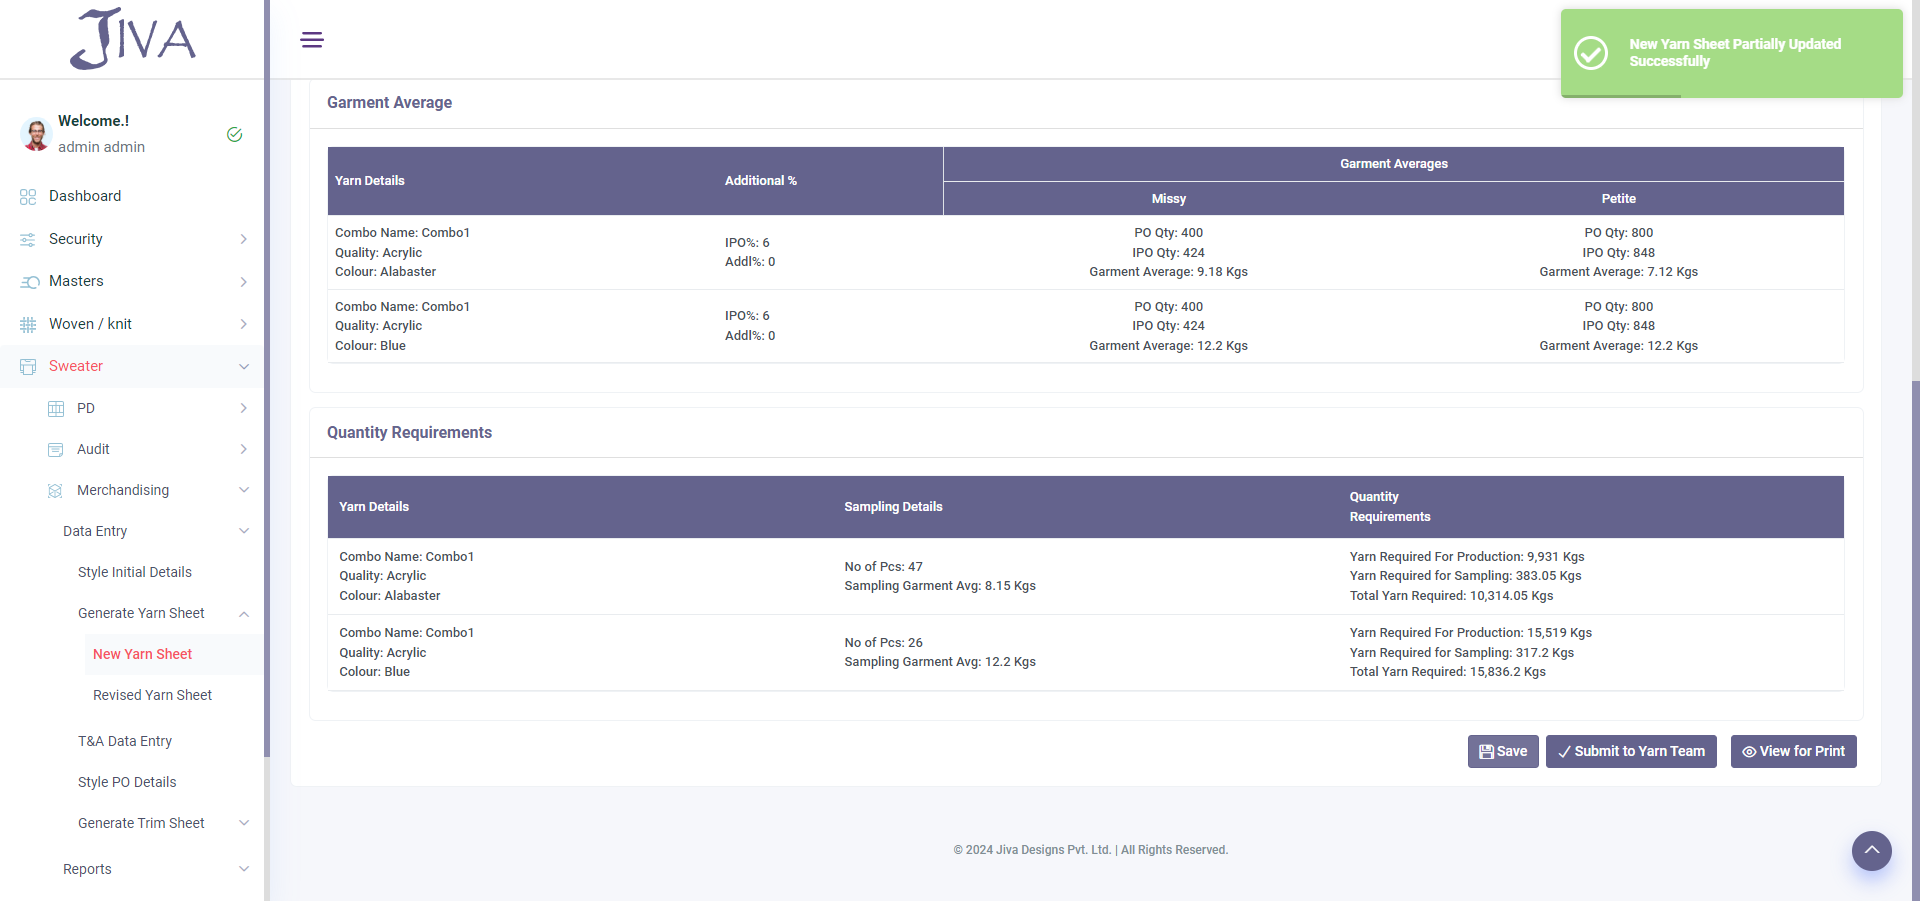 JIVA
Welcome.!
admin admin
Dashboard
Security
Masters
Woven / knit
Sweater
PD
Audit
Merchandising
Data Entry
Style Initial Details
Generate Yarn Sheet
New Yarn Sheet
Revised Yarn Sheet
T&A Data Entry
Style PO Details
Generate Trim Sheet
Reports
New Yarn Sheet Partially Updated
Successfully
Garment Average
Yarn Details
Additional %
Garment Averages
Missy
Petite
Combo Name: Combo1
Quality: Acrylic
Colour: Alabaster
IPO%: 6
Addl%: 0
PO Qty: 400
IPO Qty: 424
Garment Average: 9.18 Kgs
PO Qty: 800
IPO Qty: 848
Garment Average: 7.12 Kgs
Combo Name: Combo1
Quality: Acrylic
Colour: Blue
IPO%: 6
Addl%: 0
PO Qty: 400
IPO Qty: 424
Garment Average: 12.2 Kgs
PO Qty: 800
IPO Qty: 848
Garment Average: 12.2 Kgs
Quantity Requirements
Yarn Details
Sampling Details
Quantity
Requirements
Combo Name: Combo1
Quality: Acrylic
Colour: Alabaster
No of Pcs: 47
Sampling Garment Avg: 8.15 Kgs
Yarn Required For Production: 9,931 Kgs
Yarn Required for Sampling: 383.05 Kgs
Total Yarn Required: 10,314.05 Kgs
Combo Name: Combo1
Quality: Acrylic
Colour: Blue
No of Pcs: 26
Sampling Garment Avg: 12.2 Kgs
Yarn Required For Production: 15,519 Kgs
Yarn Required for Sampling: 317.2 Kgs
Total Yarn Required: 15,836.2 Kgs
Save
Submit to Yarn Team
View for Print
© 2024 Jiva Designs Pvt. Ltd. | All Rights Reserved.